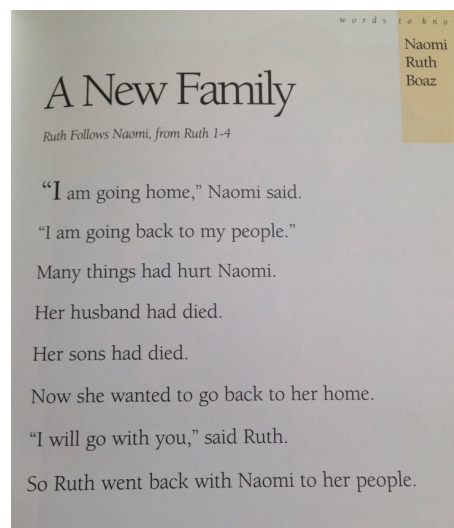 words to kno
Naomi
Ruth
Boaz
A New Family
Ruth Follows Naomi, from Ruth 1-4
“I am going home,” Naomi said.
“I am going back to my people.”
Many things had hurt Naomi.
Her husband had died.
Her sons had died.
Now she wanted to go back to her home.
“I will go with you,” said Ruth.
So Ruth went back with Naomi to her people.